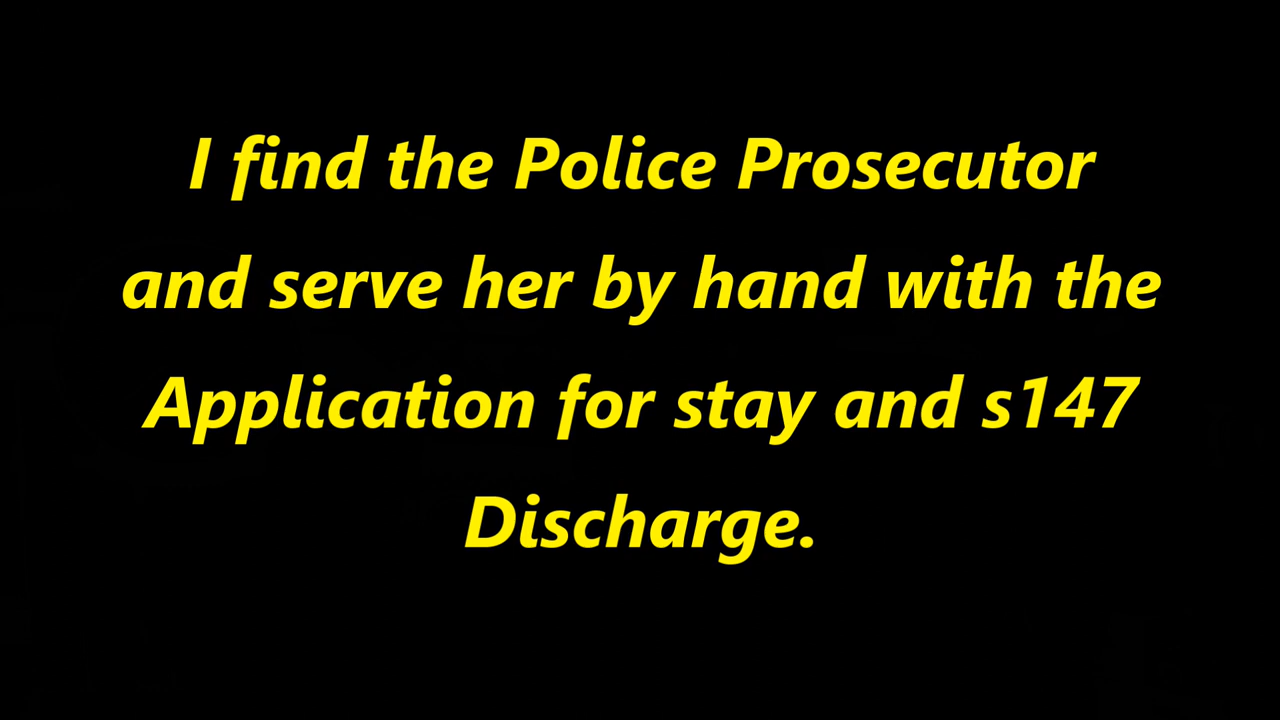 I find the Police Prosecutor
and serve her by hand with the
Application for stay and s147
Discharge.